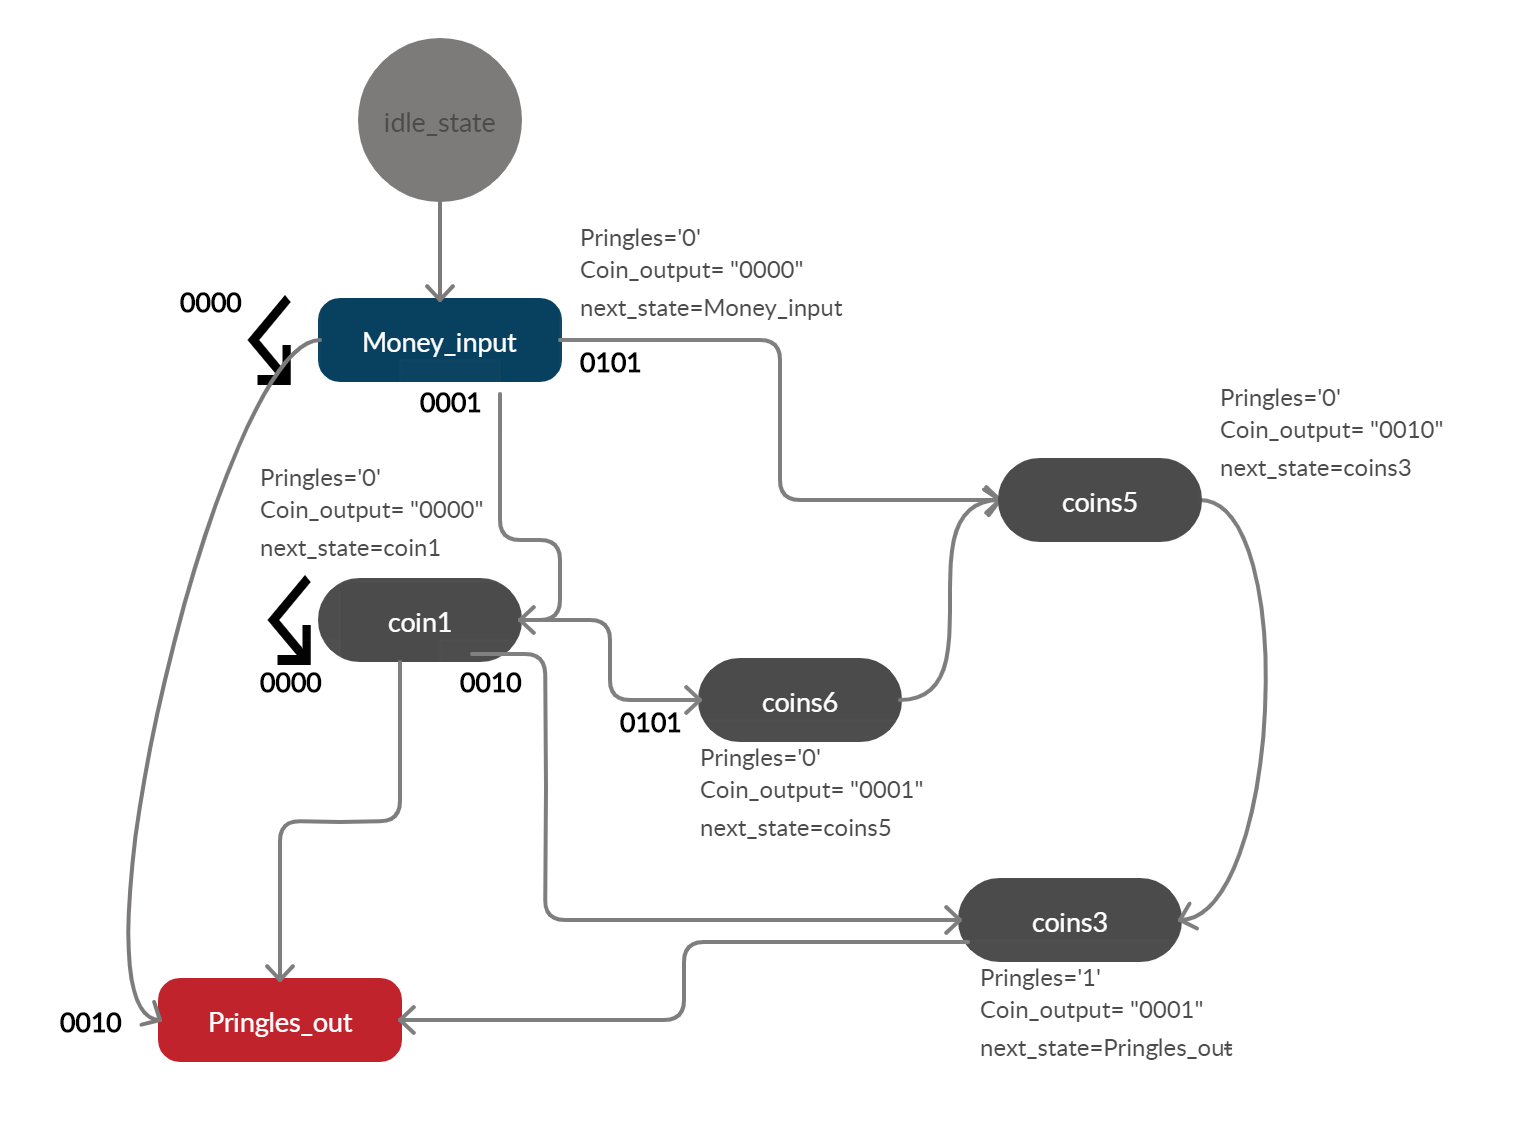 idle_state
Pringles='0'
Coin_output= "0000"
next_state=Money_input
0000
Money_input
0101
0001
Pringles='0'
Coin_output= "0010"
next_state=coins3
Pringles='0'
Coin_output= "0000"
next_state=coin1
coins5
coin1
0000
0010
0101
coins6
Pringles='0'
Coin_output= "0001"
next_state=coins5
coins3
Pringles='1'
Coin_output= "0001"
next_state=Pringles_out
0010
Pringles_out